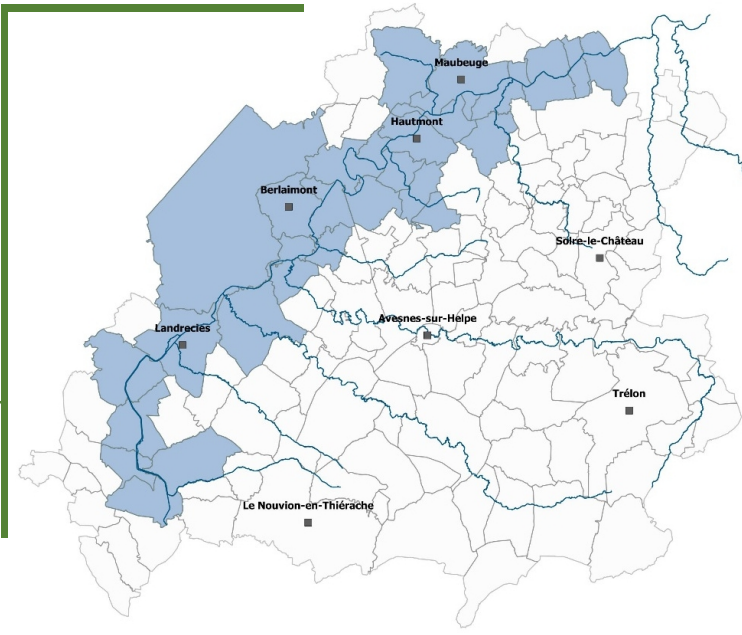 Maubeuge
Hautmont
Berlaimont
Solre-le-Château
Avesnes-sur-Helpe
Landrecies
Trélon
Le Nouvion-en-Thiérache